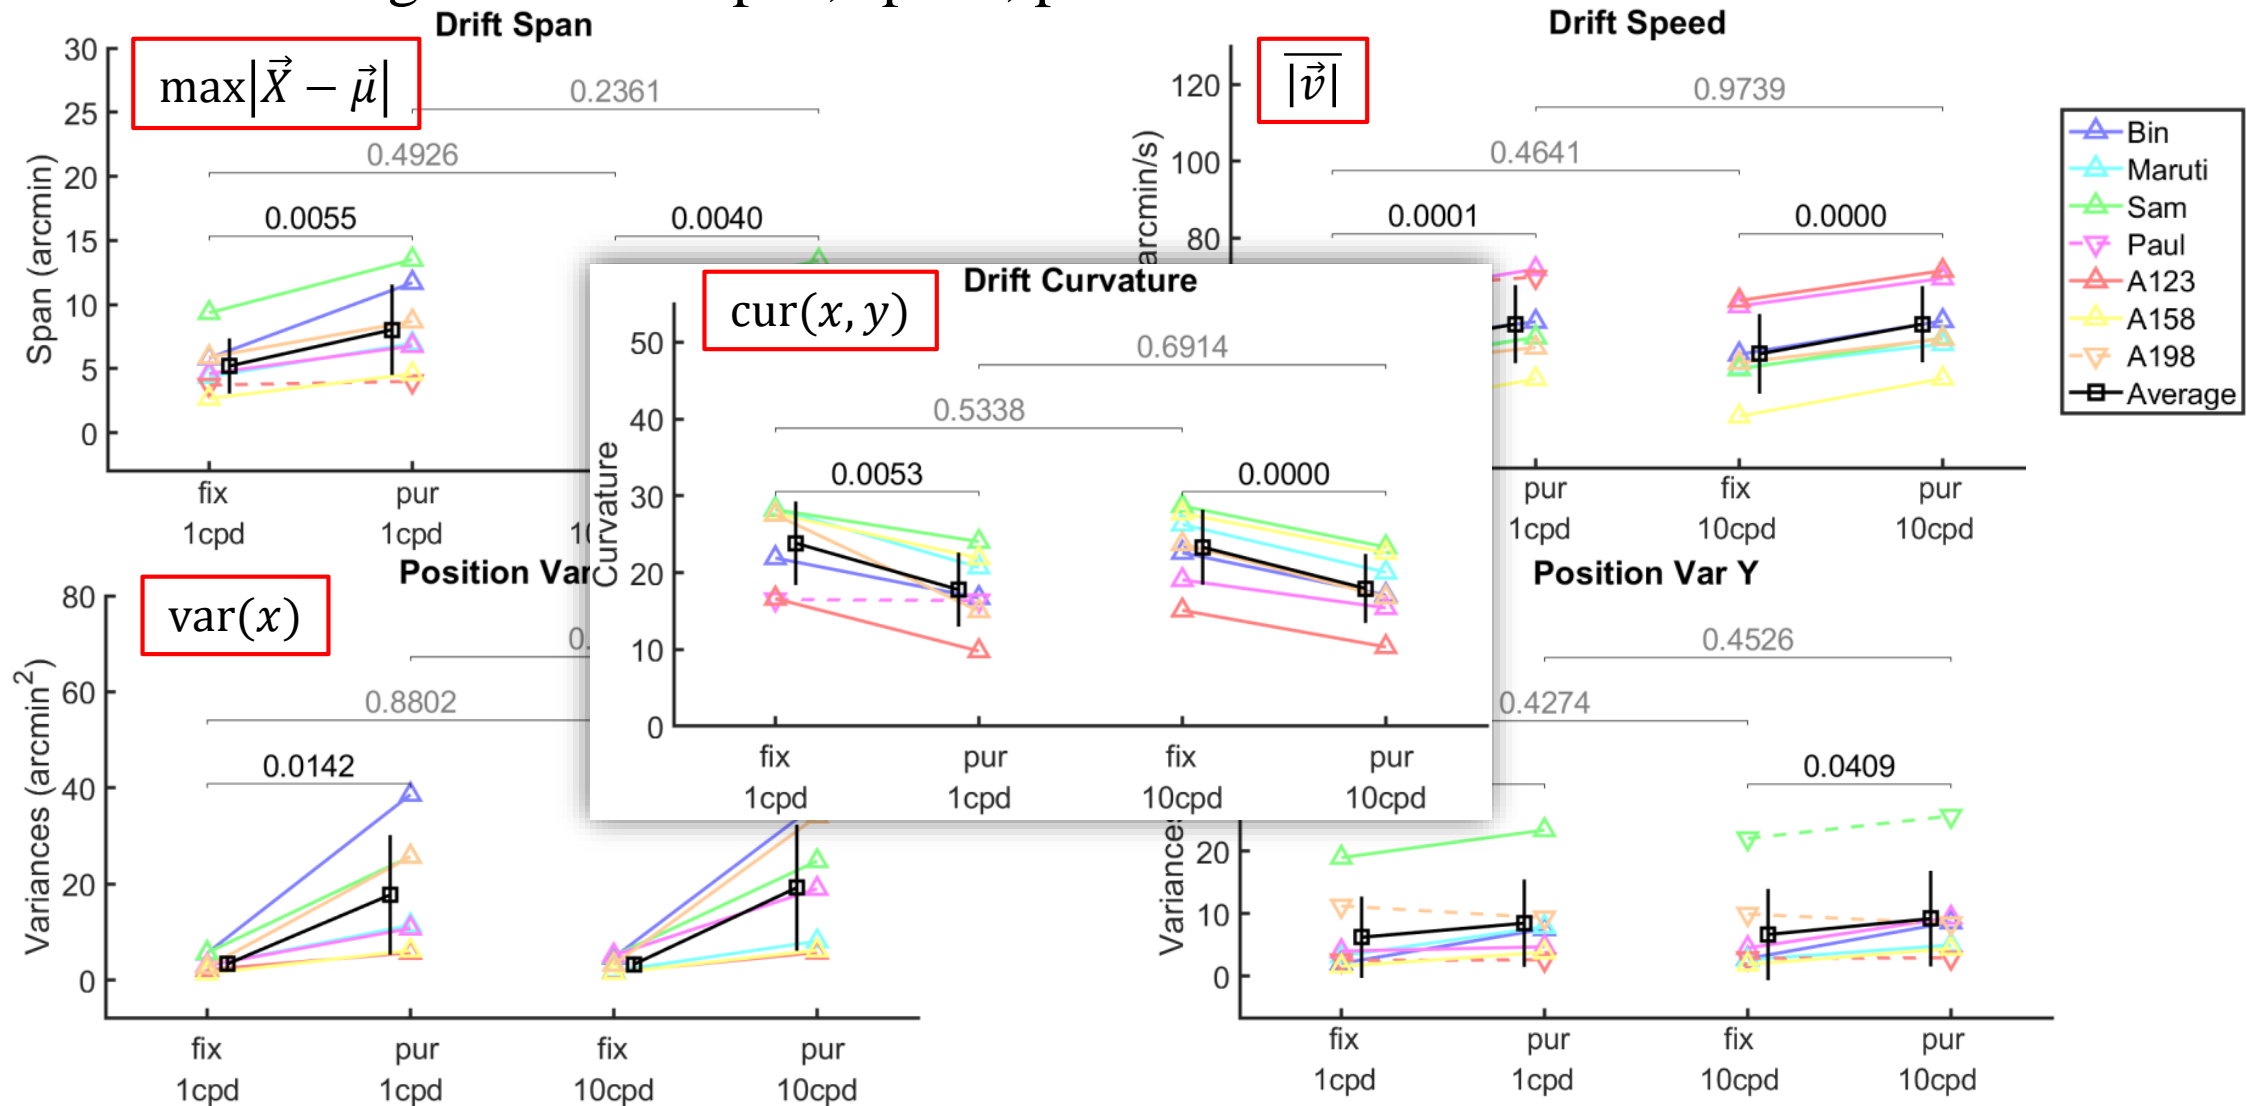 Drift Span
max|X⃗ − μ⃗|
30
25
20
15
10
5
0
Span (arcmin)
0.2361
0.4926
0.0055
0.0040
fix
1cpd
pur
1cpd
Drift Speed
|v⃗|
120
100
80
arcmin/s)
0.9739
0.4641
0.0001
0.0000
pur
1cpd
fix
10cpd
pur
10cpd
Bin
Maruti
Sam
Paul
A123
A158
A198
Average
Drift Curvature
cur(x, y)
50
40
30
20
10
0
Curvature
0.6914
0.5338
0.0053
0.0000
fix
1cpd
pur
1cpd
fix
10cpd
pur
10cpd
Position Var
var(x)
80
60
40
20
0
Variances (arcmin²)
0.
0.8802
0.0142
fix
1cpd
pur
1cpd
fix
10cpd
pur
10cpd
Position Var Y
20
10
0
Variances
0.4526
0.4274
0.0409
fix
1cpd
pur
1cpd
fix
10cpd
pur
10cpd